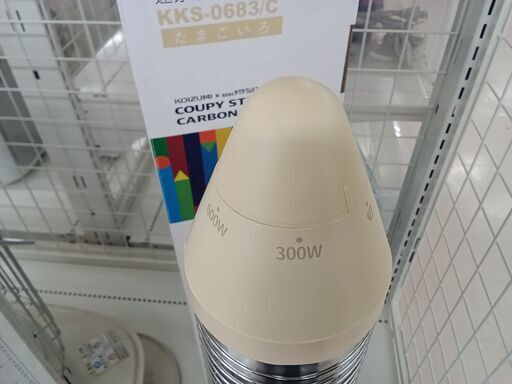 KKS-0683/C
たまごいろ
KOIZUMI ×
COUPY ST
CARBON
600W
300W